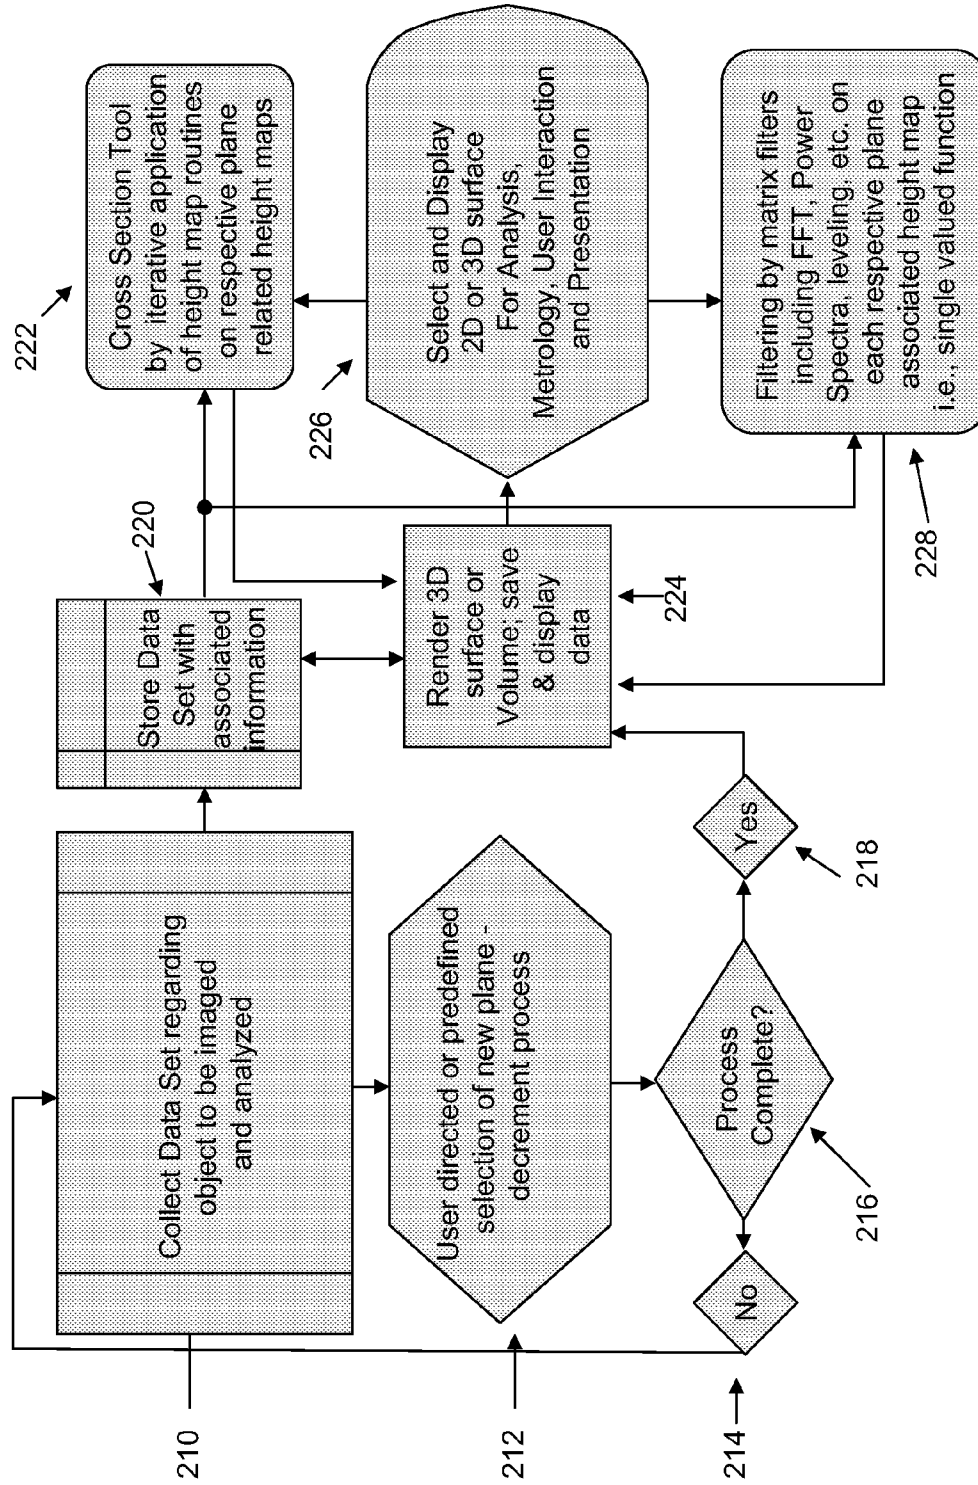 210
Collect Data Set regarding
object to be imaged
and analyzed
220
Store Data
Set with
associated
information
222
Cross Section Tool
by iterative application
of height map routines
on respective plane
related height maps
212
User directed or predefined
selection of new plane -
decrement process
224
Render 3D
surface or
Volume; save
& display
data
226
Select and Display
2D or 3D surface
For Analysis,
Metrology, User Interaction
and Presentation
214
No
216
Process
Complete?
218
Yes
228
Filtering by matrix filters
including FFT, Power
Spectra, leveling, etc. on
each respective plane
associated height map
i.e., single valued function